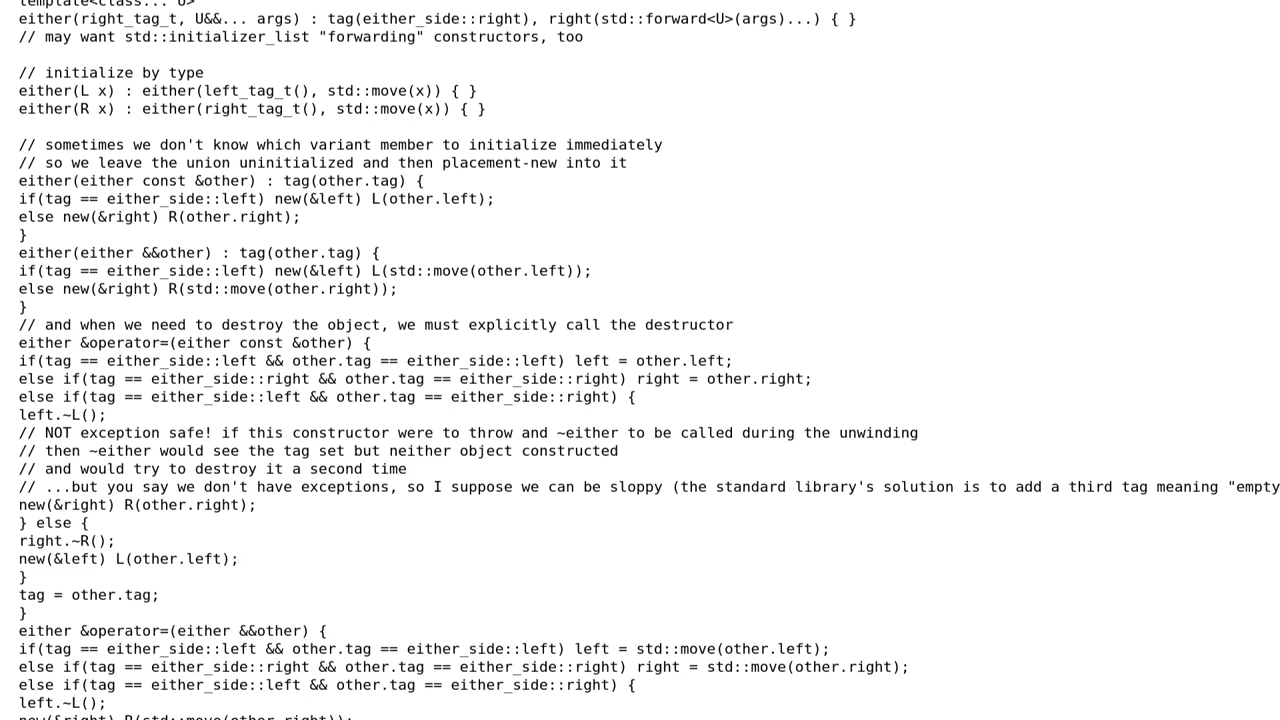 template<class... U>
either(right_tag_t, U&&... args) : tag(either_side::right), right(std::forward<U>(args)...) { }
// may want std::initializer_list "forwarding" constructors, too
// initialize by type
either(L x) : either(left_tag_t(), std::move(x)) { }
either(R x) : either(right_tag_t(), std::move(x)) { }
// sometimes we don't know which variant member to initialize immediately
// so we leave the union uninitialized and then placement-new into it
either(either const &other) : tag(other.tag) {
if(tag == either_side::left) new(&left) L(other.left);
else new(&right) R(other.right);
}
either(either &&other) : tag(other.tag) {
if(tag == either_side::left) new(&left) L(std::move(other.left));
else new(&right) R(std::move(other.right));
}
// and when we need to destroy the object, we must explicitly call the destructor
either &operator=(either const &other) {
if(tag == either_side::left && other.tag == either_side::left) left = other.left;
else if(tag == either_side::right && other.tag == either_side::right) right = other.right;
else if(tag == either_side::left && other.tag == either_side::right) {
left.~L();
// NOT exception safe! if this constructor were to throw and ~either to be called during the unwinding
// then ~either would see the tag set but neither object constructed
// and would try to destroy it a second time
// ...but you say we don't have exceptions, so I suppose we can be sloppy (the standard library's solution is to add a third tag meaning "empty
new(&right) R(other.right);
} else {
right.~R();
new(&left) L(other.left);
}
tag = other.tag;
}
either &operator=(either &&other) {
if(tag == either_side::left && other.tag == either_side::left) left = std::move(other.left);
else if(tag == either_side::right && other.tag == either_side::right) right = std::move(other.right);
else if(tag == either_side::left && other.tag == either_side::right) {
left.~L();
new(&right) R(std::move(other.right));